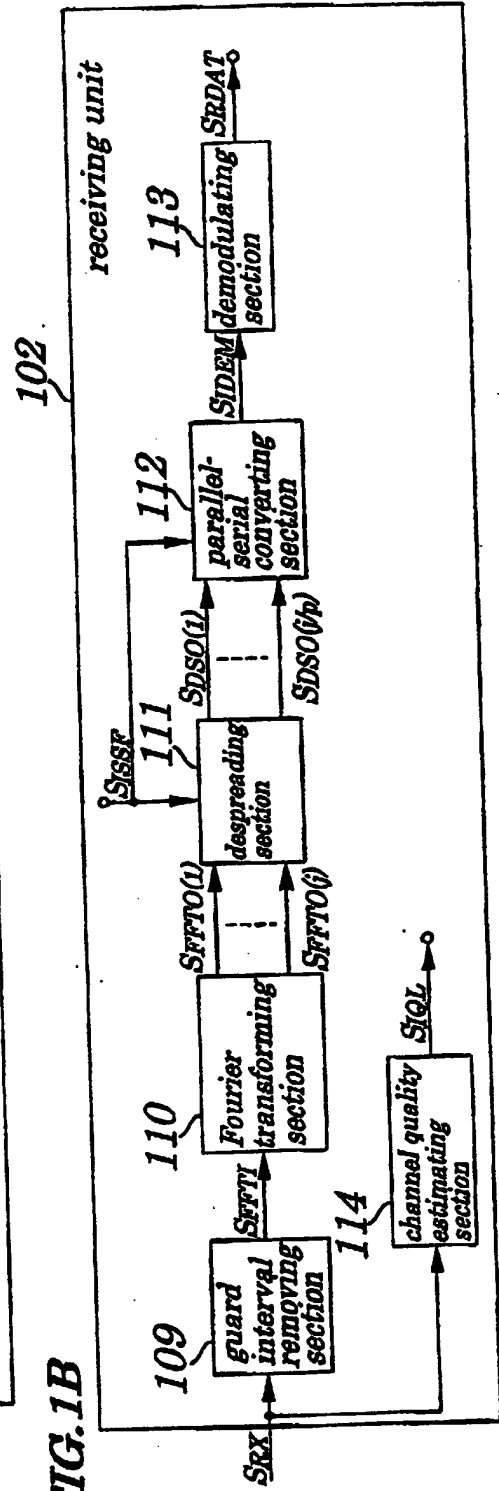 FIG.1B
102
receiving unit
SRX
109
guard
interval
removing
section
SFFTI
110
Fourier
transforming
section
SFFTO(1)
SFFTO(j)
SISSF
111
despreading
section
SDSO(1)
SDSO(j/p)
112
parallel-
serial
converting
section
SIDEM
113
demodulating
section
SRDAT
114
channel quality
estimating
section
SIQL